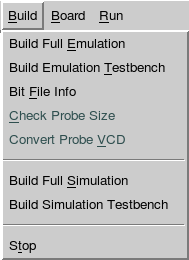 Build Board Run
Build Full Emulation
Build Emulation Testbench
Bit File Info
Check Probe Size
Convert Probe VCD
Build Full Simulation
Build Simulation Testbench
Stop